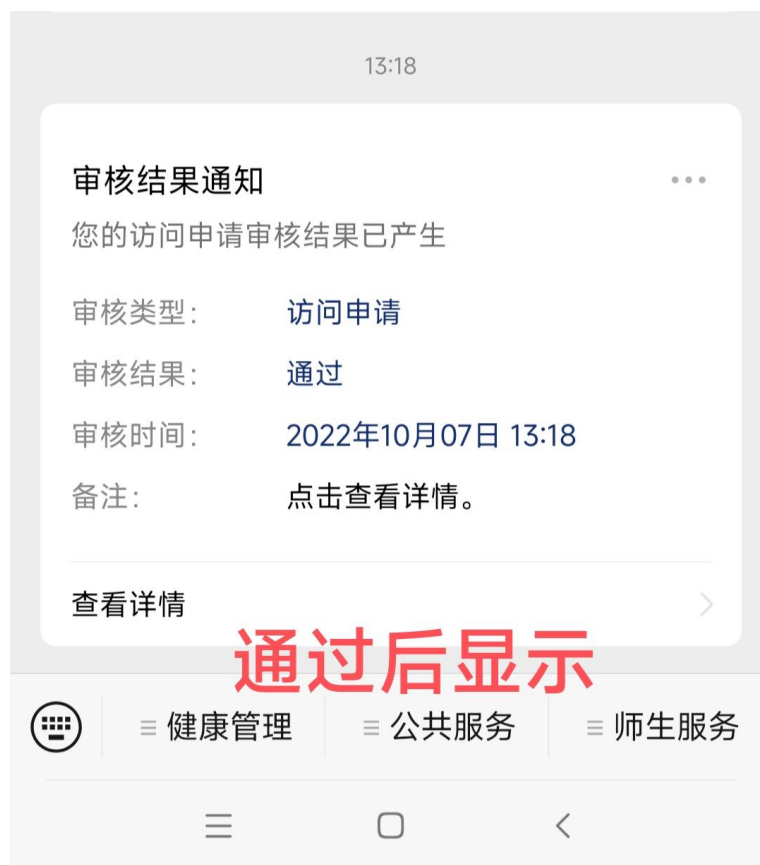 13:18
审核结果通知
您的访问申请审核结果已产生
审核类型: 访问申请
审核结果: 通过
审核时间: 2022年10月07日 13:18
备注: 点击查看详情。
查看详情
通过后显示
健康管理 公共服务 师生服务